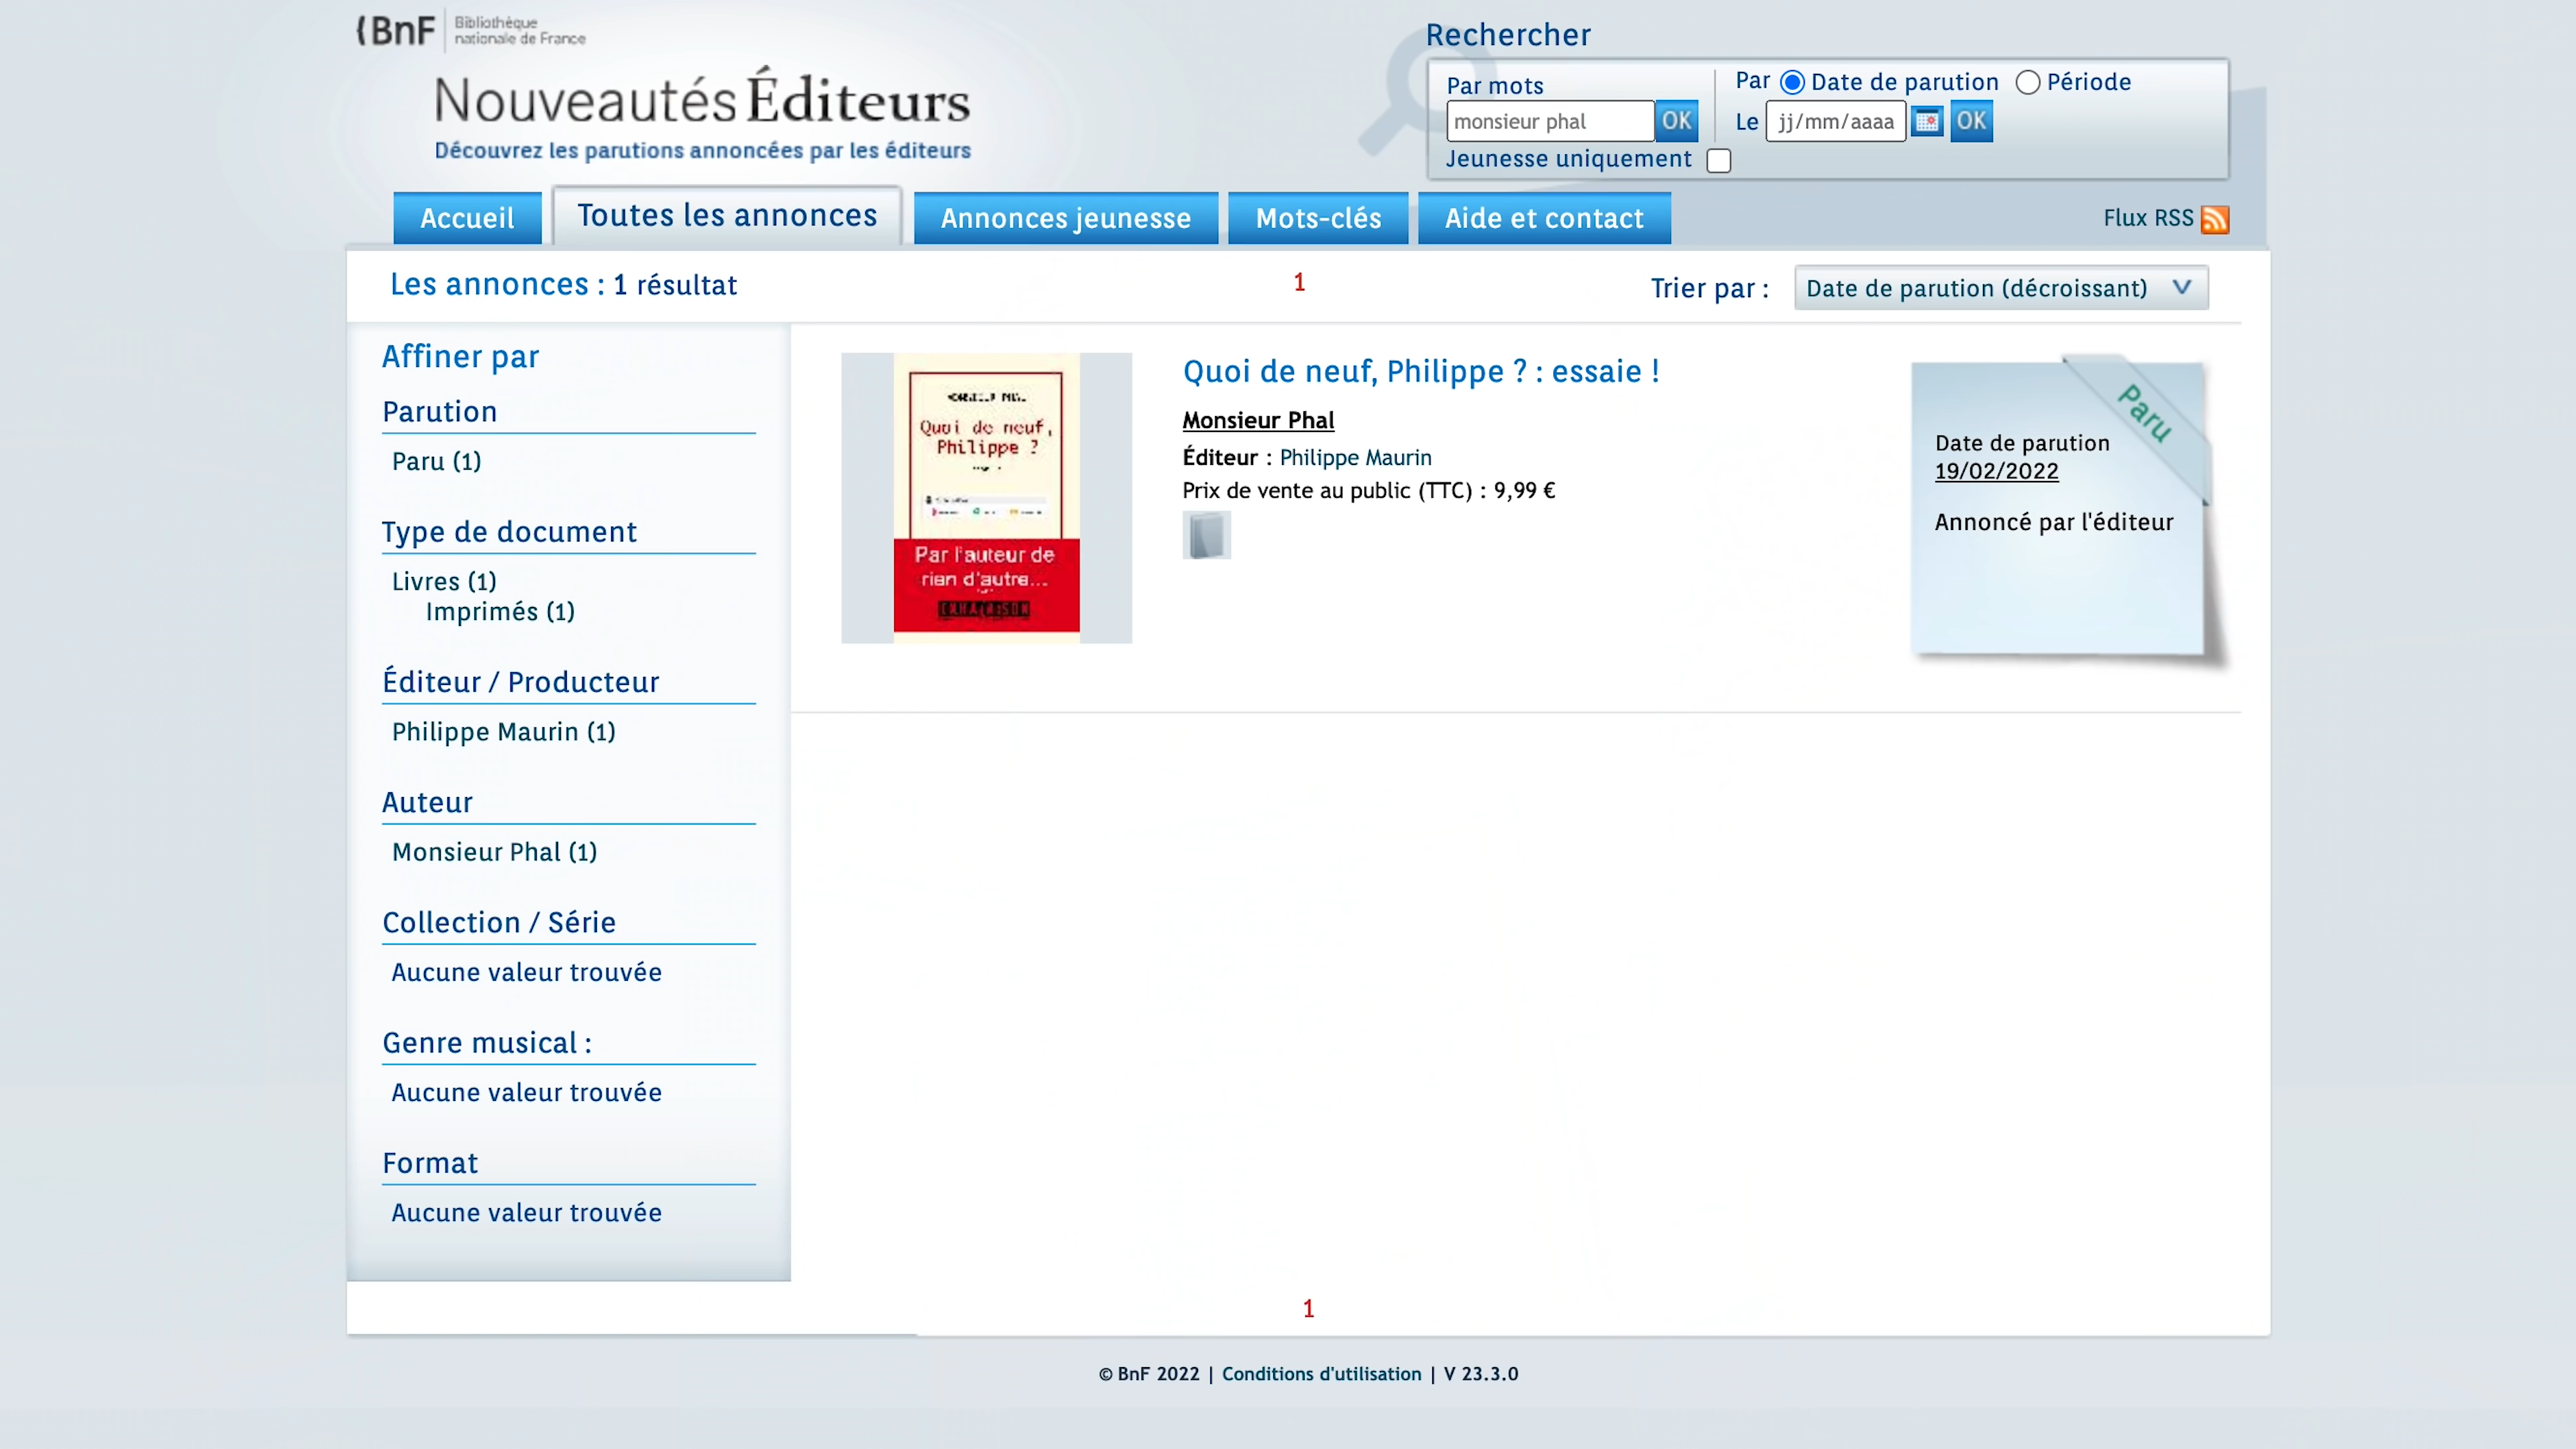 BnF
Bibliothèque
nationale de France
Nouveautés Éditeurs
Découvrez les parutions annoncées par les éditeurs
Rechercher
Par mots
monsieur phal OK
Jeunesse uniquement
Par Date de parution Période
Le jj/mm/aaaa OK
Accueil Toutes les annonces Annonces jeunesse Mots-clés Aide et contact Flux RSS
Les annonces : 1 résultat
1
Trier par : Date de parution (décroissant)
Affiner par
Parution
Paru (1)
Type de document
Livres (1)
Imprimés (1)
Éditeur / Producteur
Philippe Maurin (1)
Auteur
Monsieur Phal (1)
Collection / Série
Aucune valeur trouvée
Genre musical :
Aucune valeur trouvée
Format
Aucune valeur trouvée
MONSIEUR PHAL
Quoi de neuf,
Philippe ?
Par l'auteur de
rien d'autre...
Quoi de neuf, Philippe ? : essaie !
Monsieur Phal
Éditeur : Philippe Maurin
Prix de vente au public (TTC) : 9,99 €
Paru
Date de parution
19/02/2022
Annoncé par l'éditeur
1
© BnF 2022 | Conditions d'utilisation | V 23.3.0